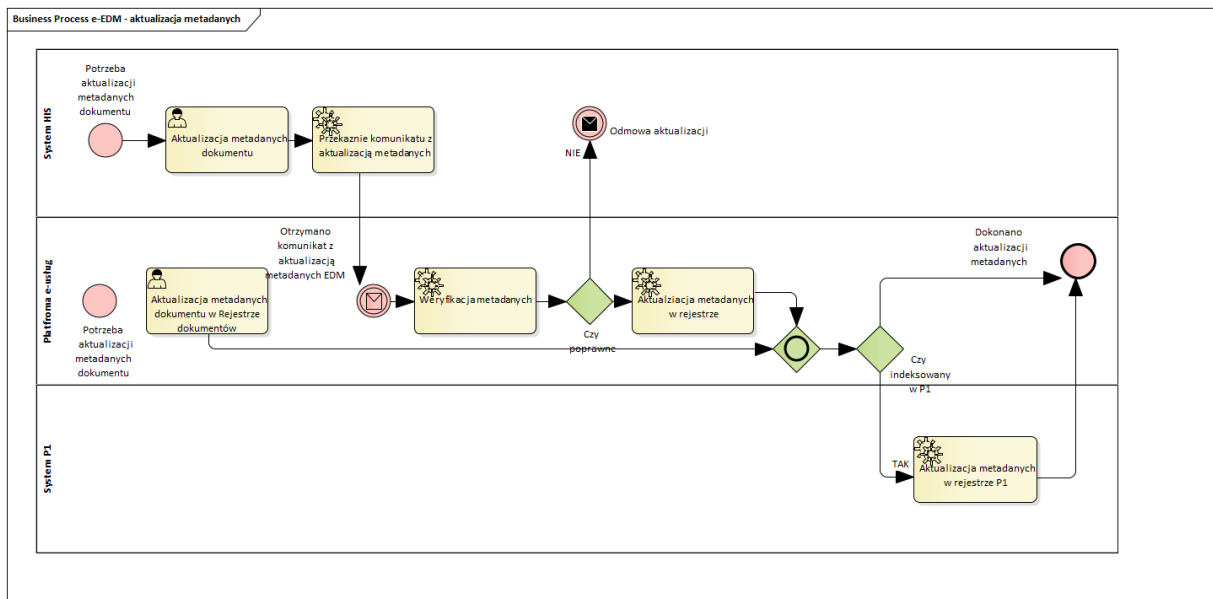 Business Process e-EDM - aktualizacja metadanych
System HIS
Potrzeba
aktualizacji
metadanych
dokumentu
Aktualizacja metadanych
dokumentu
Przekaznie komunikatu z
aktualizacją metadanych
Odmowa aktualizacji
NIE
Platfroma e-usług
Otrzymano
komunikat z
aktualizacją
metadanych EDM
Dokonano
aktualizacji
metadanych
Potrzeba
aktualizacji
metadanych
dokumentu
Aktualizacja metadanych
dokumentu w Rejestrze
dokumentów
Weryfikacja metadanych
Czy
poprawne
Aktualziacja metadanych
w rejestrze
Czy
indeksowany
w P1
System P1
TAK
Aktualizacja metadanych
w rejestrze P1